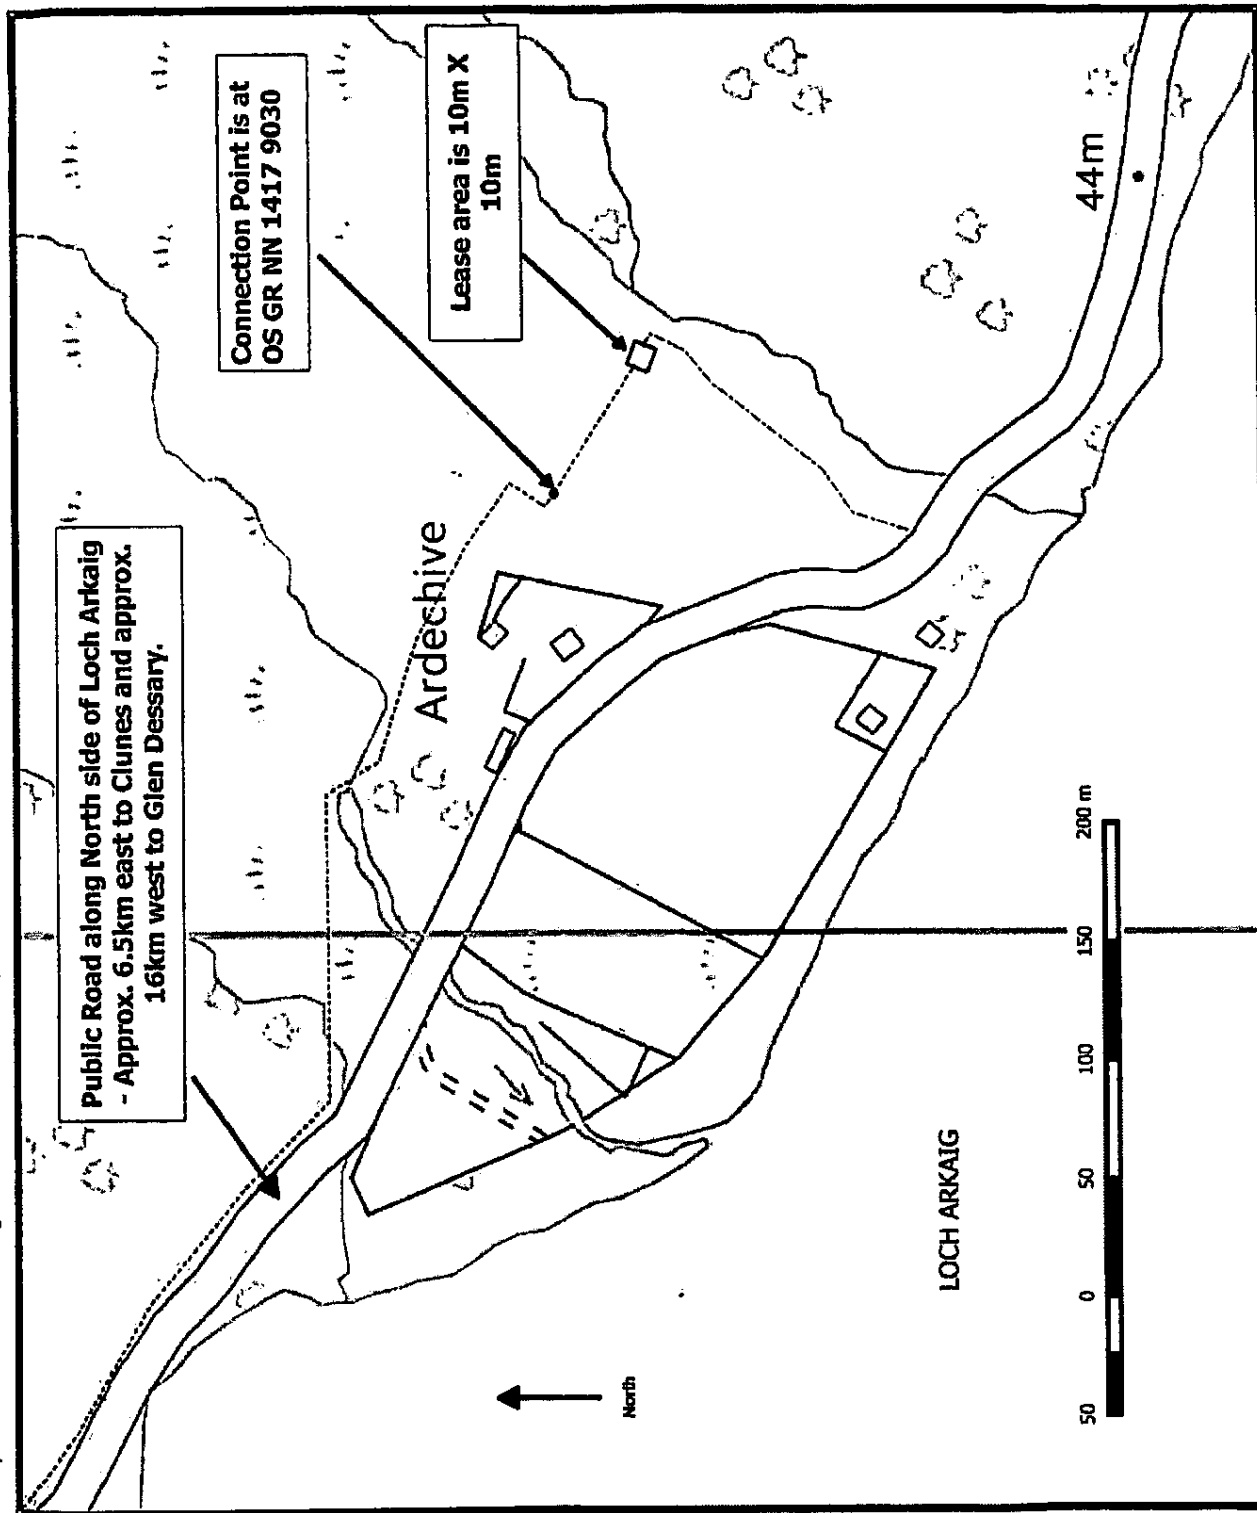 Public Road along North side of Loch Arkaig
- Approx. 6.5km east to Clunes and approx.
16km west to Glen Dessary.
Connection Point is at
OS GR NN 1417 9030
Lease area is 10m X
10m
Ardechive
44m
LOCH ARKAIG
North
50 0 50 100 150 200 m